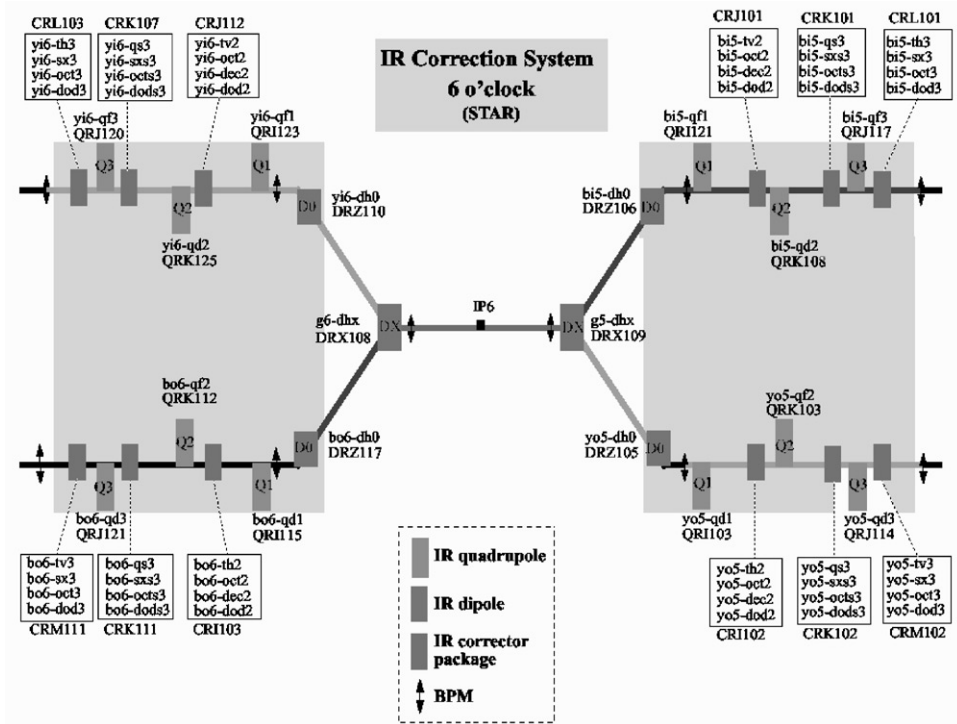 CRL103
CRK107
CRJ112
yi6-th3
yi6-sx3
yi6-oct3
yi6-dod3
yi6-qs3
yi6-sxs3
yi6-octs3
yi6-dods3
yi6-tv2
yi6-oct2
yi6-dec2
yi6-dod2
IR Correction System
6 o'clock
(STAR)
CRJ101
CRK101
CRL101
bi5-tv2
bi5-oct2
bi5-dec2
bi5-dod2
bi5-qs3
bi5-sxs3
bi5-octs3
bi5-dods3
bi5-th3
bi5-sx3
bi5-oct3
bi5-dod3
yi6-qf3
QRJ120
yi6-qf1
QRI123
bi5-qf1
QRI121
bi5-qf3
QRJ117
Q3
Q2
Q1
D0
yi6-dh0
DRZ110
yi6-qd2
QRK125
bi5-dh0
DRZ106
D0
Q1
Q2
Q3
bi5-qd2
QRK108
g6-dhx
DRX108
DX
IP6
DX
g5-dhx
DRX109
bo6-qf2
QRK112
bo6-dh0
DRZ117
yo5-dh0
DRZ105
yo5-qf2
QRK103
Q3
Q2
Q1
D0
D0
Q1
Q2
Q3
bo6-qd3
QRJ121
bo6-qd1
QRI115
yo5-qd1
QRI103
yo5-qd3
QRJ114
bo6-tv3
bo6-sx3
bo6-oct3
bo6-dod3
CRM111
bo6-qs3
bo6-sxs3
bo6-octs3
bo6-dods3
CRK111
bo6-th2
bo6-oct2
bo6-dec2
bo6-dod2
CRI103
IR quadrupole
IR dipole
IR corrector
package
BPM
yo5-th2
yo5-oct2
yo5-dec2
yo5-dod2
CRI102
yo5-qs3
yo5-sxs3
yo5-octs3
yo5-dods3
CRK102
yo5-tv3
yo5-sx3
yo5-oct3
yo5-dod3
CRM102